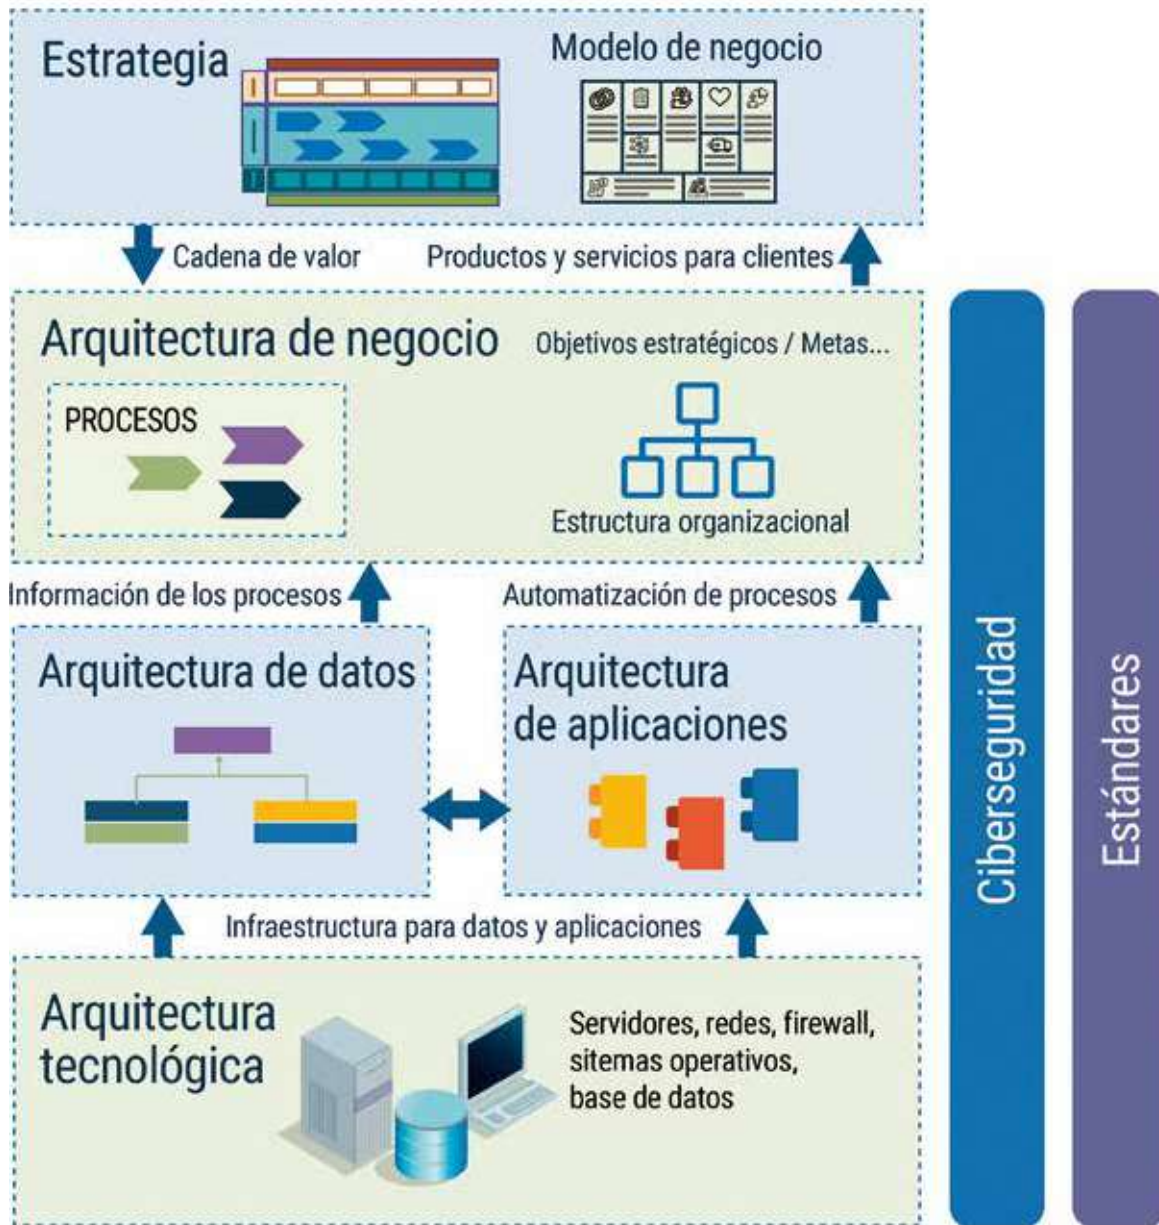 Estrategia
Modelo de negocio
Cadena de valor
Productos y servicios para clientes
Arquitectura de negocio
Objetivos estratégicos / Metas...
PROCESOS
Estructura organizacional
Información de los procesos
Automatización de procesos
Arquitectura de datos
Arquitectura
de aplicaciones
Infraestructura para datos y aplicaciones
Arquitectura
tecnológica
Servidores, redes, firewall,
sitemas operativos,
base de datos
Ciberseguridad
Estándares